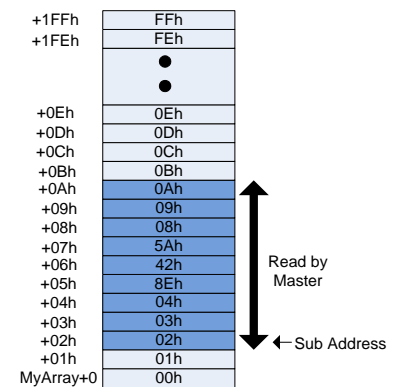 +1FFh FFh
+1FEh FEh
+0Eh 0Eh
+0Dh 0Dh
+0Ch 0Ch
+0Bh 0Bh
+0Ah 0Ah
+09h 09h
+08h 08h
+07h 5Ah
+06h 42h
+05h 8Eh
+04h 04h
+03h 03h
+02h 02h
+01h 01h
MyArray+0 00h
Read by
Master
Sub Address